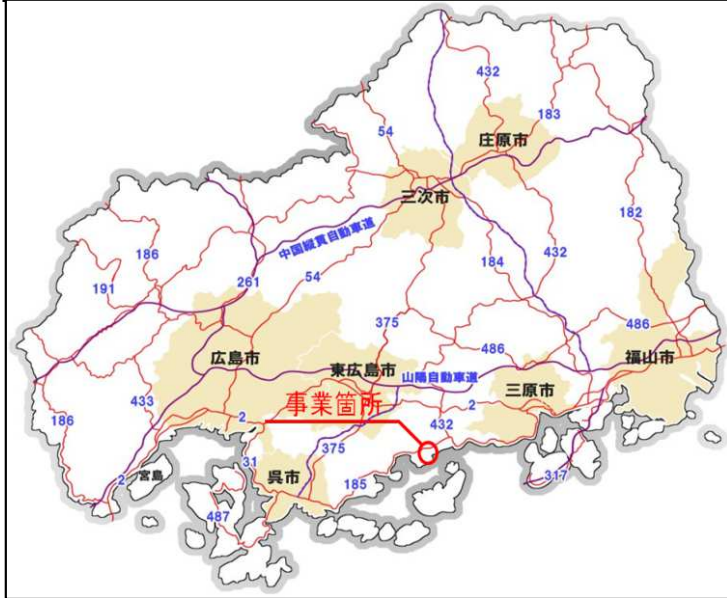 432
183
54
庄原市
三次市
182
186
中国縦貫自動車道
432
191
261
54
184
375
486
広島市
東広島市
486
山陽自動車道
福山市
433
三原市
事業箇所
2
2
186
432
31
375
2
宮島
呉市
185
317
487